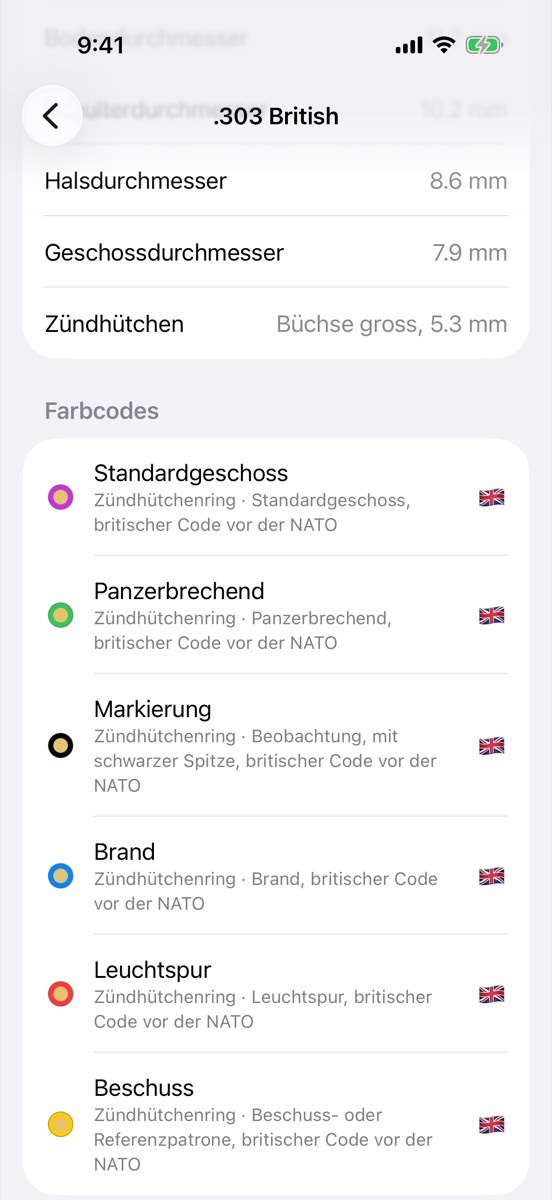 9:41
.303 British
10.2 mm
Halsdurchmesser 8.6 mm
Geschossdurchmesser 7.9 mm
Zündhütchen Büchse gross, 5.3 mm
Farbcodes
Standardgeschoss
Zündhütchenring · Standardgeschoss,
britischer Code vor der NATO
Panzerbrechend
Zündhütchenring · Panzerbrechend,
britischer Code vor der NATO
Markierung
Zündhütchenring · Beobachtung, mit
schwarzer Spitze, britischer Code vor der
NATO
Brand
Zündhütchenring · Brand, britischer Code
vor der NATO
Leuchtspur
Zündhütchenring · Leuchtspur, britischer
Code vor der NATO
Beschuss
Zündhütchenring · Beschuss- oder
Referenzpatrone, britischer Code vor der
NATO